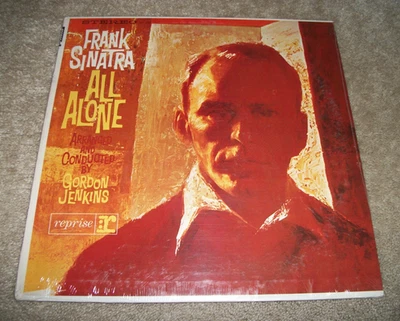 STEREO
FRANK
SINATRA
ALL
ALONE
ARRANGED
AND
CONDUCTED
BY
GORDON
JENKINS
reprise r